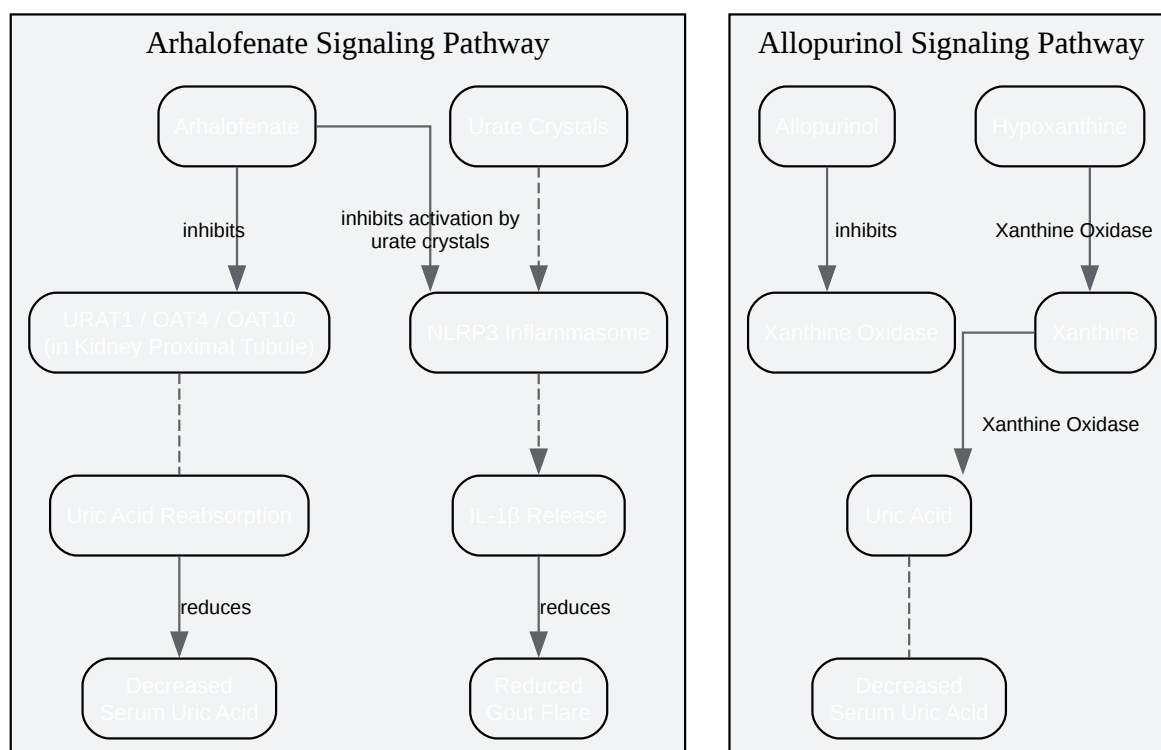 Arhalofenate Signaling Pathway
Arhalofenate
Urate Crystals
inhibits
inhibits activation by
urate crystals
URAT1 / OAT4 / OAT10
(in Kidney Proximal Tubule)
NLRP3 Inflammasome
Uric Acid Reabsorption
IL-1β Release
reduces
reduces
Decreased
Serum Uric Acid
Reduced
Gout Flare
Allopurinol Signaling Pathway
Allopurinol
Hypoxanthine
inhibits
Xanthine Oxidase
Xanthine Oxidase
Xanthine
Xanthine Oxidase
Uric Acid
Decreased
Serum Uric Acid